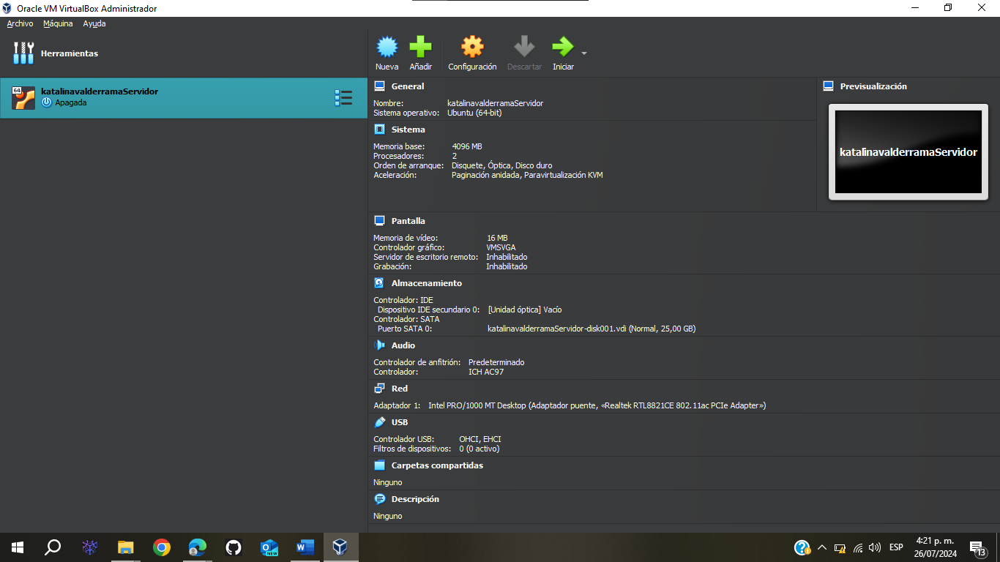 Oracle VM VirtualBox Administrador
Archivo Máquina Ayuda
Herramientas
Nueva Añadir Configuración Descartar Iniciar
64
katalinavalderramaServidor
Apagada
General
Nombre: katalinavalderramaServidor
Sistema operativo: Ubuntu (64-bit)
Previsualización
katalinavalderramaServidor
Sistema
Memoria base: 4096 MB
Procesadores: 2
Orden de arranque: Disquete, Óptica, Disco duro
Aceleración: Paginación anidada, Paravirtualización KVM
Pantalla
Memoria de vídeo: 16 MB
Controlador gráfico: VMSVGA
Servidor de escritorio remoto: Inhabilitado
Grabación: Inhabilitado
Almacenamiento
Controlador: IDE
Dispositivo IDE secundario 0: [Unidad óptica] Vacío
Controlador: SATA
Puerto SATA 0: katalinavalderramaServidor-disk001.vdi (Normal, 25,00 GB)
Audio
Controlador de anfitrión: Predeterminado
Controlador: ICH AC97
Red
Adaptador 1: Intel PRO/1000 MT Desktop (Adaptador puente, «Realtek RTL8821CE 802.11ac PCIe Adapter»)
USB
Controlador USB: OHCI, EHCI
Filtros de dispositivos: 0 (0 activo)
Carpetas compartidas
Ninguno
Descripción
Ninguno
NEW
ESP
4:21 p. m.
26/07/2024
13